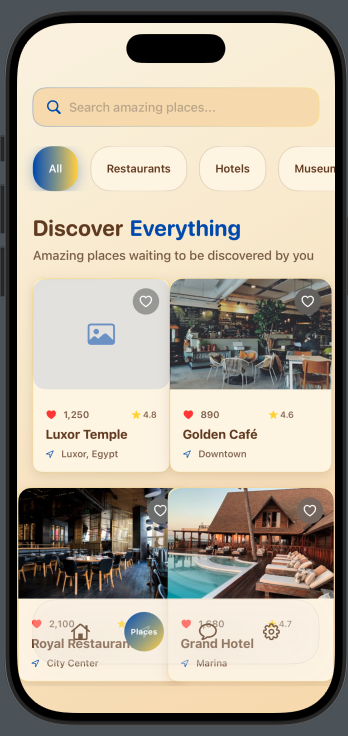 Search amazing places...
All
Restaurants
Hotels
Museum
Discover Everything
Amazing places waiting to be discovered by you
1,250
4.8
890
4.6
Luxor Temple
Golden Café
Luxor, Egypt
Downtown
2,100
1,680
4.7
Places
Royal Restauran
Grand Hotel
City Center
Marina